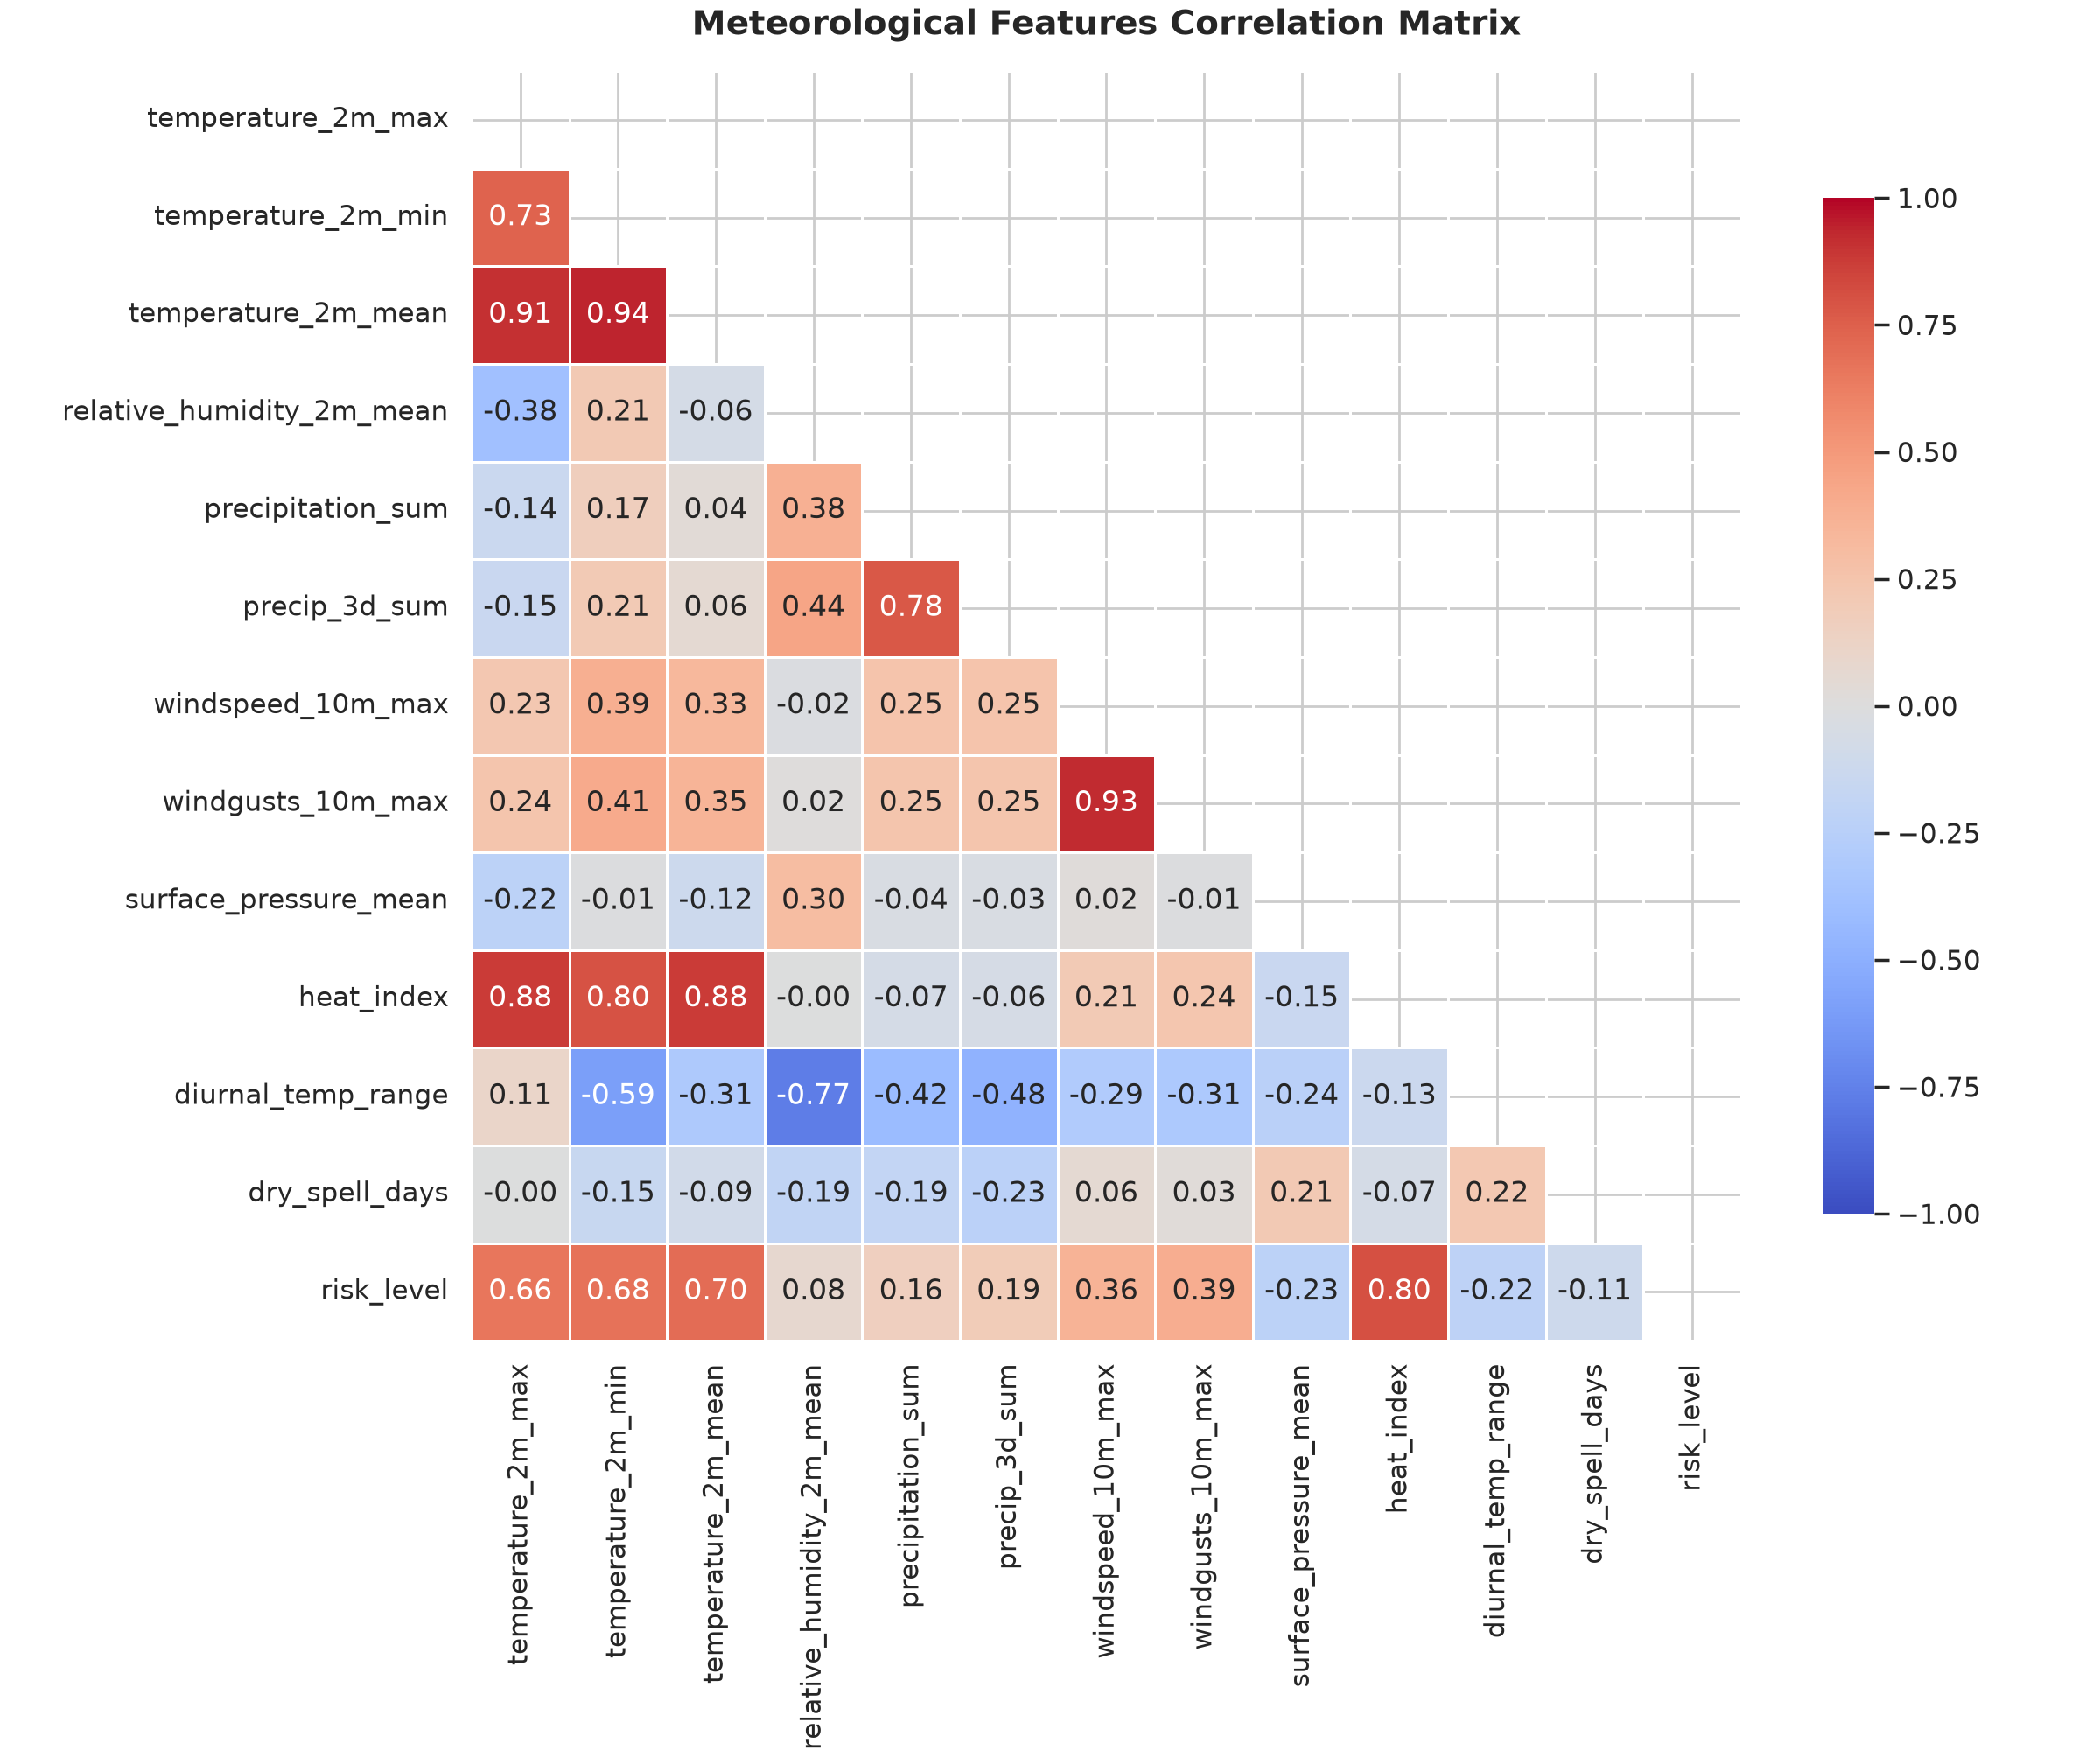 Meteorological Features Correlation Matrix
temperature_2m_max
temperature_2m_min 0.73
temperature_2m_mean 0.91 0.94
relative_humidity_2m_mean -0.38 0.21 -0.06
precipitation_sum -0.14 0.17 0.04 0.38
precip_3d_sum -0.15 0.21 0.06 0.44 0.78
windspeed_10m_max 0.23 0.39 0.33 -0.02 0.25 0.25
windgusts_10m_max 0.24 0.41 0.35 0.02 0.25 0.25 0.93
surface_pressure_mean -0.22 -0.01 -0.12 0.30 -0.04 -0.03 0.02 -0.01
heat_index 0.88 0.80 0.88 -0.00 -0.07 -0.06 0.21 0.24 -0.15
diurnal_temp_range 0.11 -0.59 -0.31 -0.77 -0.42 -0.48 -0.29 -0.31 -0.24 -0.13
dry_spell_days -0.00 -0.15 -0.09 -0.19 -0.19 -0.23 0.06 0.03 0.21 -0.07 0.22
risk_level 0.66 0.68 0.70 0.08 0.16 0.19 0.36 0.39 -0.23 0.80 -0.22 -0.11
temperature_2m_max
temperature_2m_min
temperature_2m_mean
relative_humidity_2m_mean
precipitation_sum
precip_3d_sum
windspeed_10m_max
windgusts_10m_max
surface_pressure_mean
heat_index
diurnal_temp_range
dry_spell_days
risk_level
1.00
0.75
0.50
0.25
0.00
−0.25
−0.50
−0.75
−1.00